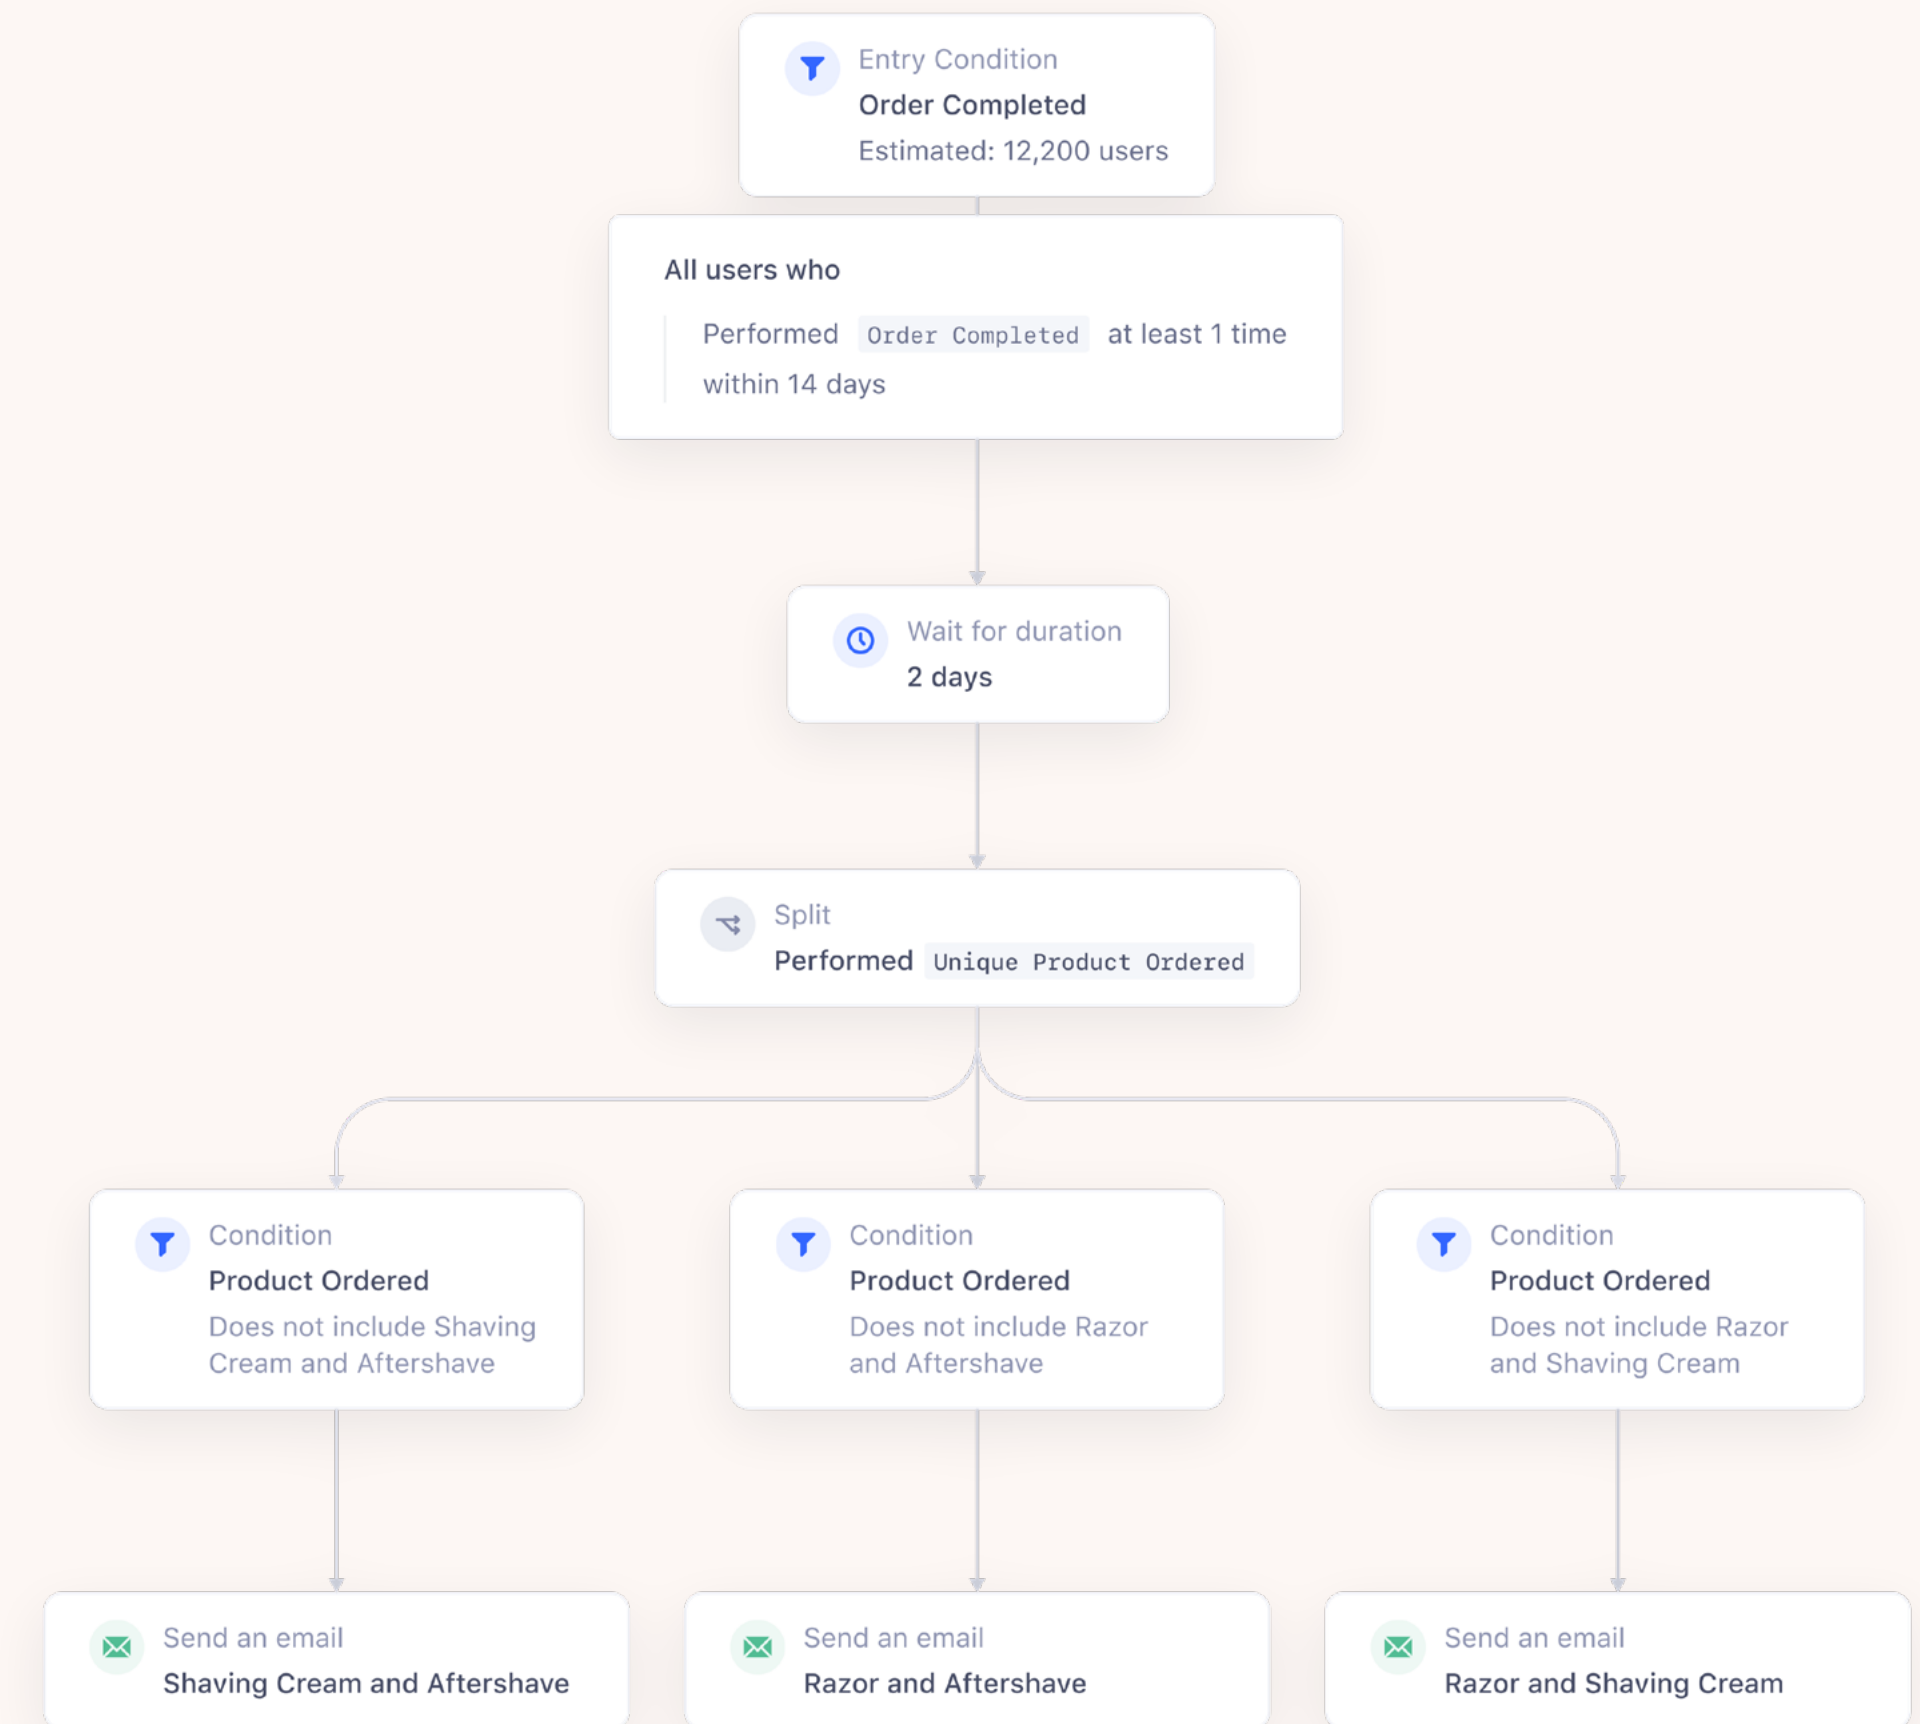 Entry Condition
Order Completed
Estimated: 12,200 users
All users who
Performed Order Completed at least 1 time
within 14 days
Wait for duration
2 days
Split
Performed Unique Product Ordered
Condition
Product Ordered
Does not include Shaving
Cream and Aftershave
Condition
Product Ordered
Does not include Razor
and Aftershave
Condition
Product Ordered
Does not include Razor
and Shaving Cream
Send an email
Shaving Cream and Aftershave
Send an email
Razor and Aftershave
Send an email
Razor and Shaving Cream